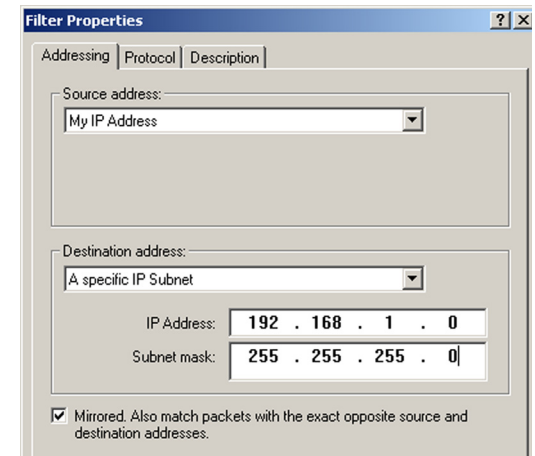 Filter Properties
Addressing Protocol Description
Source address:
My IP Address
Destination address:
A specific IP Subnet
IP Address: 192 . 168 . 1 . 0
Subnet mask: 255 . 255 . 255 . 0
Mirrored. Also match packets with the exact opposite source and
destination addresses.